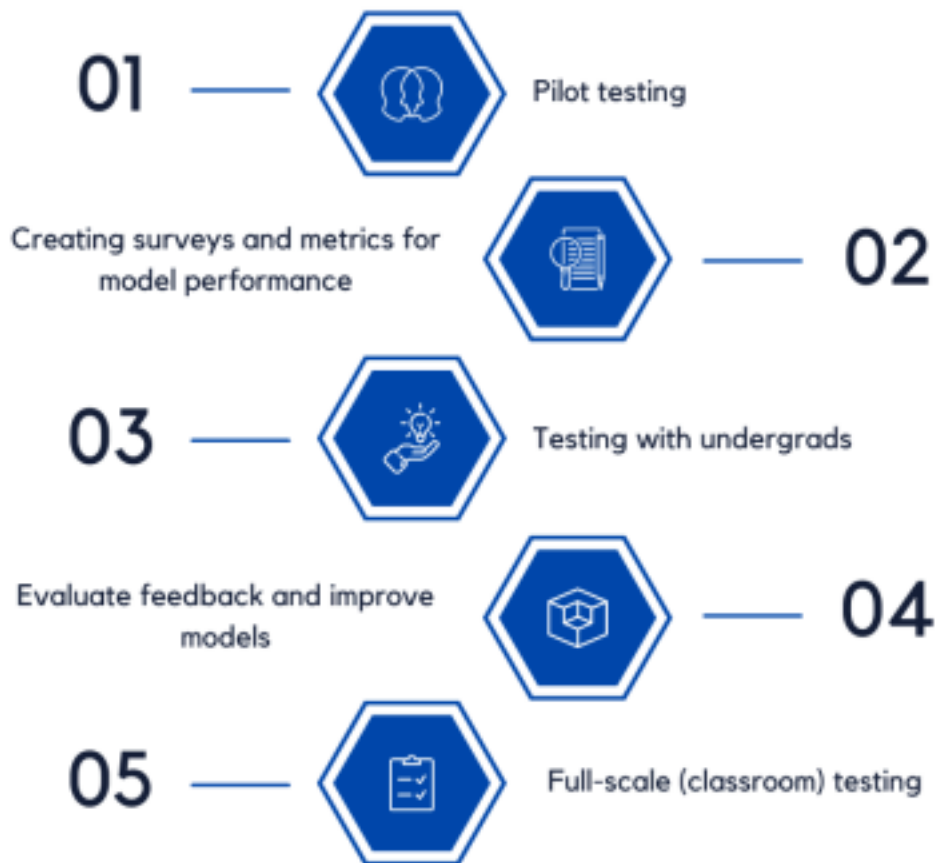 01
Pilot testing
Creating surveys and metrics for
model performance
02
03
Testing with undergrads
Evaluate feedback and improve
models
04
05
Full-scale (classroom) testing